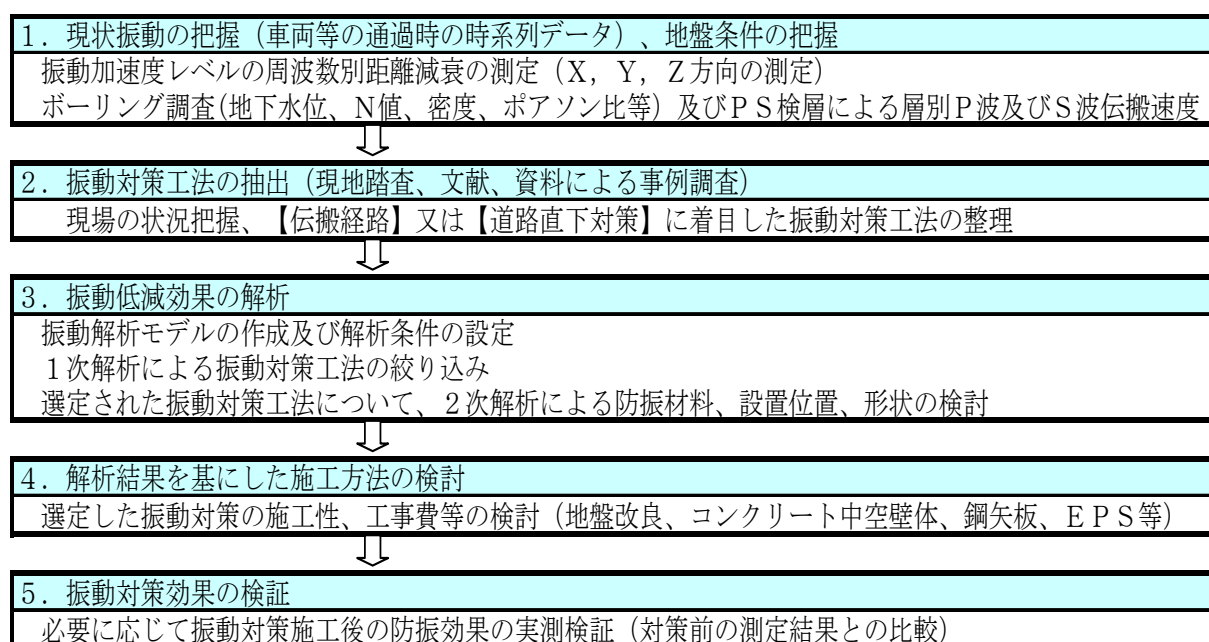 １．現状振動の把握（車両等の通過時の時系列データ）、地盤条件の把握
振動加速度レベルの周波数別距離減衰の測定（Ｘ，Ｙ，Ｚ方向の測定）
ボーリング調査(地下水位、Ｎ値、密度、ポアソン比等）及びＰＳ検層による層別Ｐ波及びＳ波伝搬速度
２．振動対策工法の抽出（現地踏査、文献、資料による事例調査）
現場の状況把握、【伝搬経路】又は【道路直下対策】に着目した振動対策工法の整理
３．振動低減効果の解析
振動解析モデルの作成及び解析条件の設定
１次解析による振動対策工法の絞り込み
選定された振動対策工法について、２次解析による防振材料、設置位置、形状の検討
４．解析結果を基にした施工方法の検討
選定した振動対策の施工性、工事費等の検討（地盤改良、コンクリート中空壁体、鋼矢板、ＥＰＳ等）
５．振動対策効果の検証
必要に応じて振動対策施工後の防振効果の実測検証（対策前の測定結果との比較）